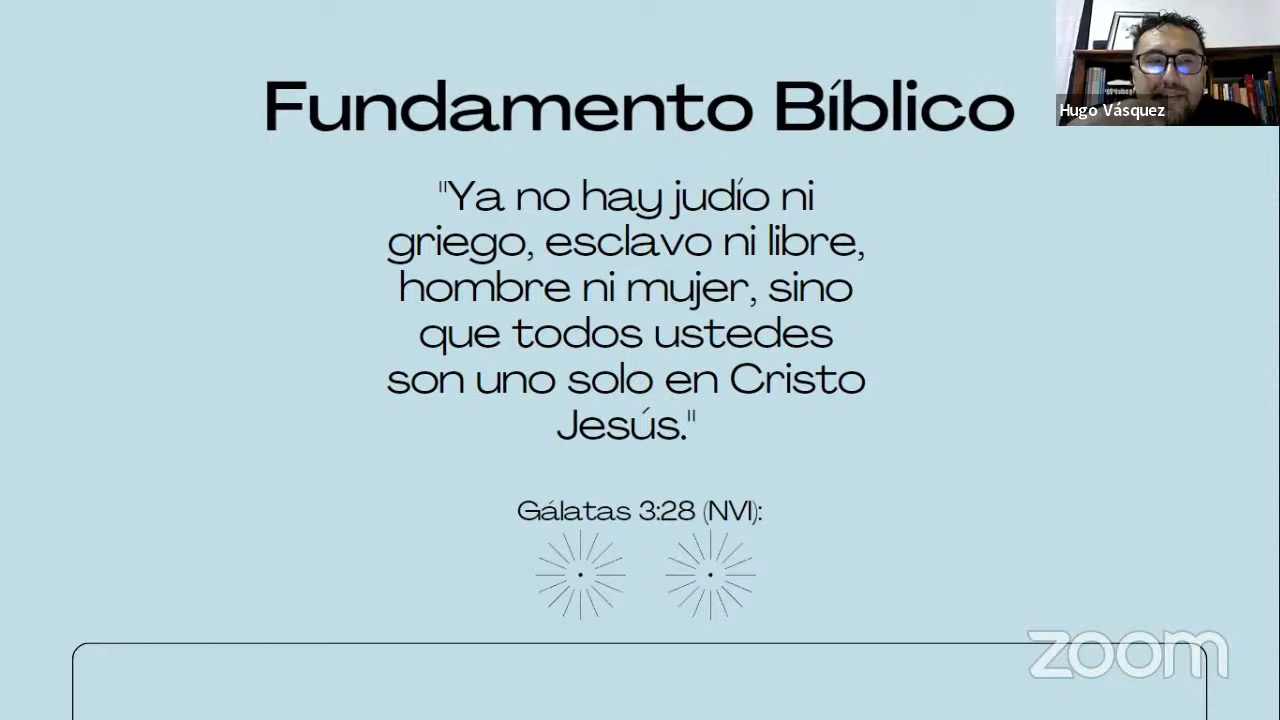 Fundamento Bíblico
Hugo Vásquez
"Ya no hay judío ni
griego, esclavo ni libre,
hombre ni mujer, sino
que todos ustedes
son uno solo en Cristo
Jesús."
Gálatas 3:28 (NVI):
zoom